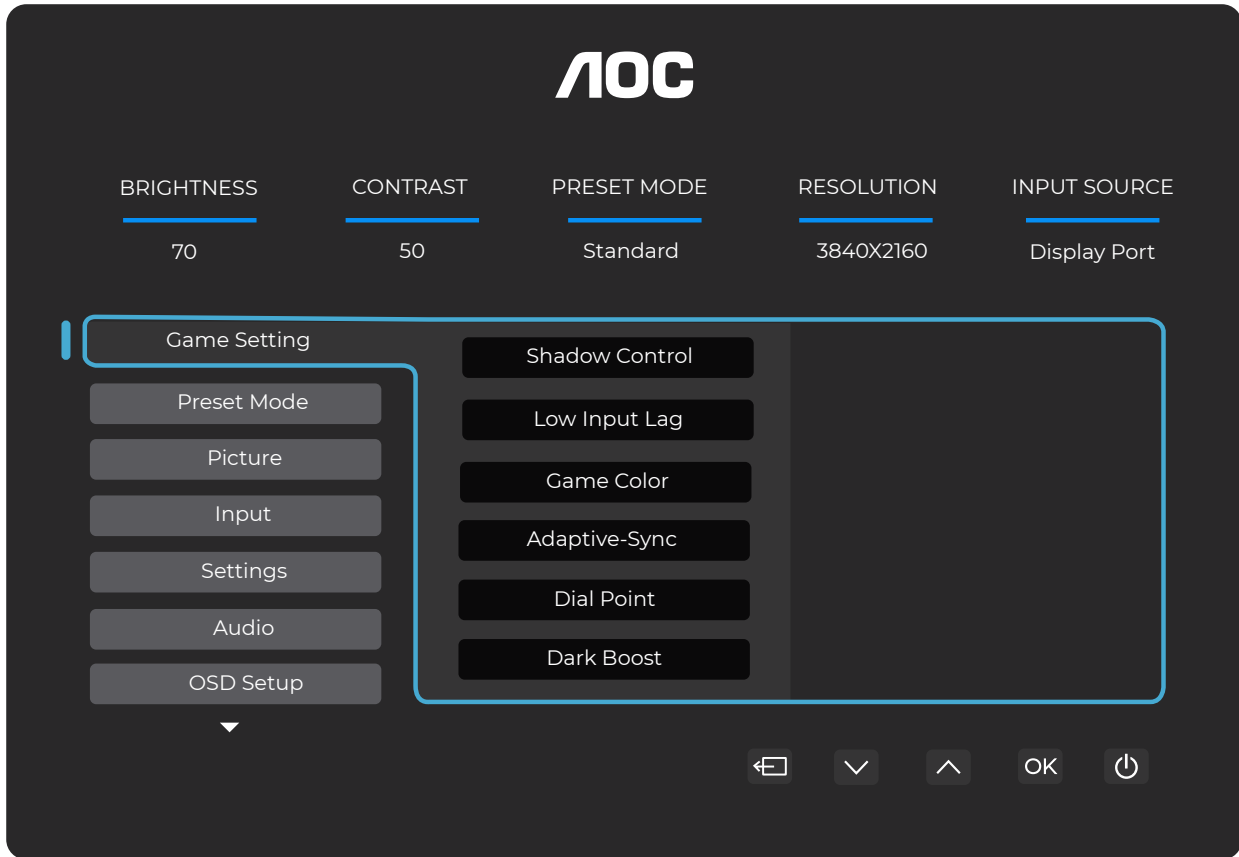 AOC
BRIGHTNESS CONTRAST PRESET MODE RESOLUTION INPUT SOURCE
70 50 Standard 3840X2160 Display Port
Game Setting
Preset Mode
Picture
Input
Settings
Audio
OSD Setup
Shadow Control
Low Input Lag
Game Color
Adaptive-Sync
Dial Point
Dark Boost
OK